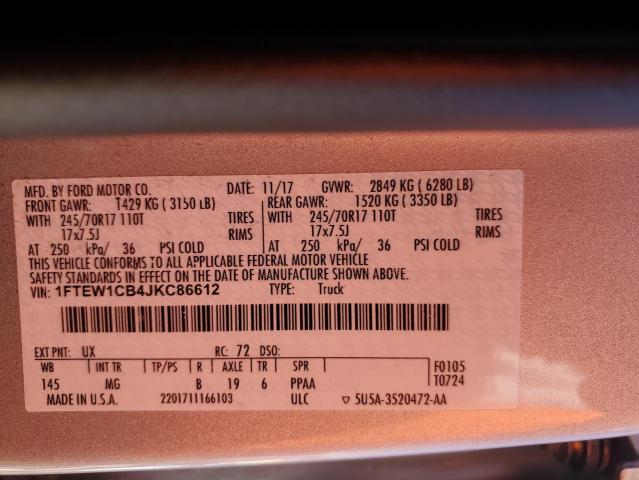 MFD. BY FORD MOTOR CO. DATE: 11/17 GVWR: 2849 KG ( 6280 LB)
FRONT GAWR: 1429 KG ( 3150 LB) REAR GAWR: 1520 KG ( 3350 LB)
WITH 245/70R17 110T TIRES WITH 245/70R17 110T TIRES
17x7.5J RIMS 17x7.5J RIMS
AT 250 kPa/ 36 PSI COLD AT 250 kPa/ 36 PSI COLD
THIS VEHICLE CONFORMS TO ALL APPLICABLE FEDERAL MOTOR VEHICLE
SAFETY STANDARDS IN EFFECT ON THE DATE OF MANUFACTURE SHOWN ABOVE.
VIN: 1FTEW1CB4JKC86612 TYPE: Truck
EXT PNT: UX RC: 72 DSO:
WB INT TR TP/PS R AXLE TR SPR F0105
145 MG B 19 6 PPAA T0724
MADE IN U.S.A. 2201711166103 ULC ▽ 5U5A-3520472-AA